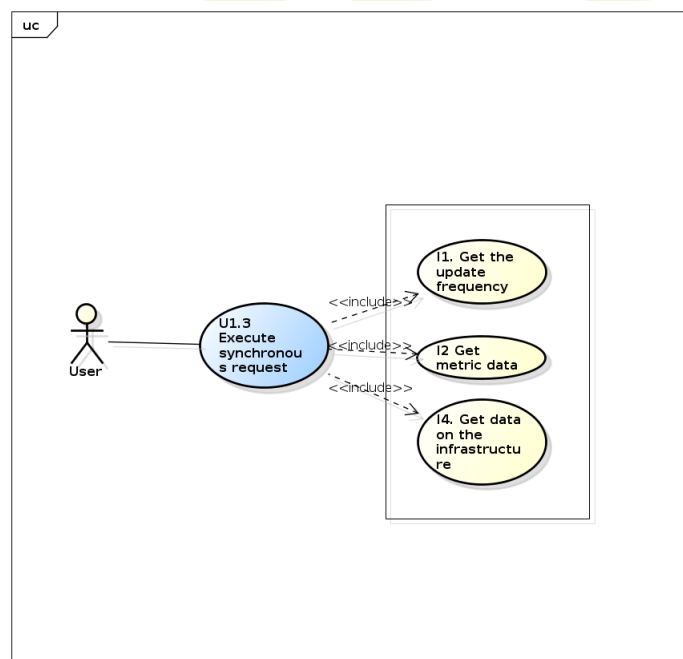 uc
I1. Get the
update
frequency
<<include>>
U1.3
Execute
synchronou
s request
<<include>>
I2 Get
metric data
User
<<include>>
I4. Get data
on the
infrastructu
re